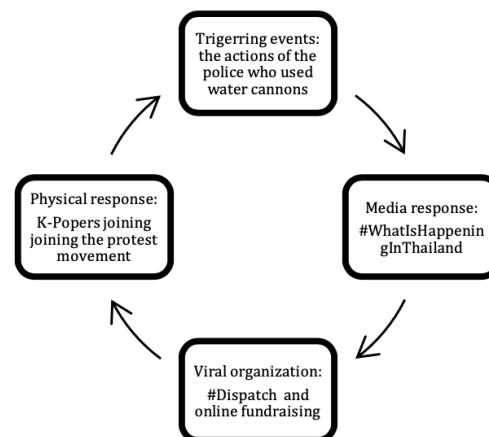 Trigerring events:
the actions of the
police who used
water cannons
Physical response:
K-Popers joining
joining the protest
movement
Media response:
#WhatIsHappenin
gInThailand
Viral organization:
#Dispatch and
online fundraising